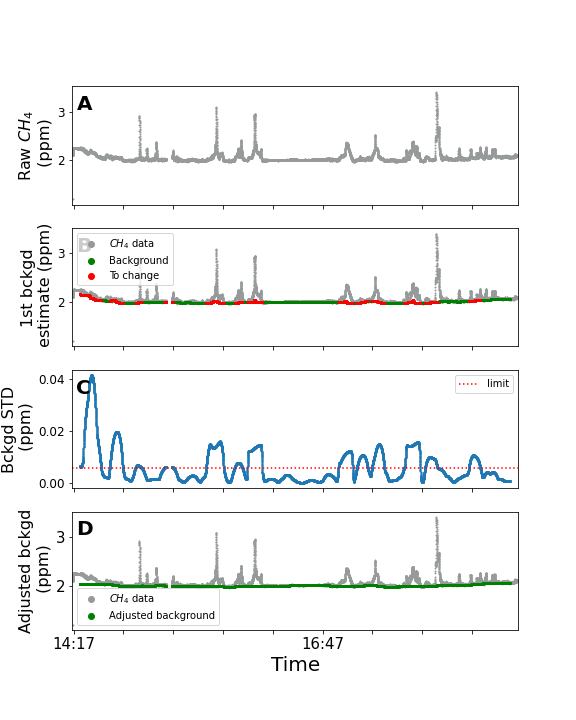 A
Raw CH4
(ppm)
3
2
B
1st bckgd
estimate (ppm)
3
2
CH4 data
Background
To change
C
Bckgd STD
(ppm)
0.04
0.02
0.00
limit
D
Adjusted bckgd
(ppm)
3
2
CH4 data
Adjusted background
14:17
16:47
Time